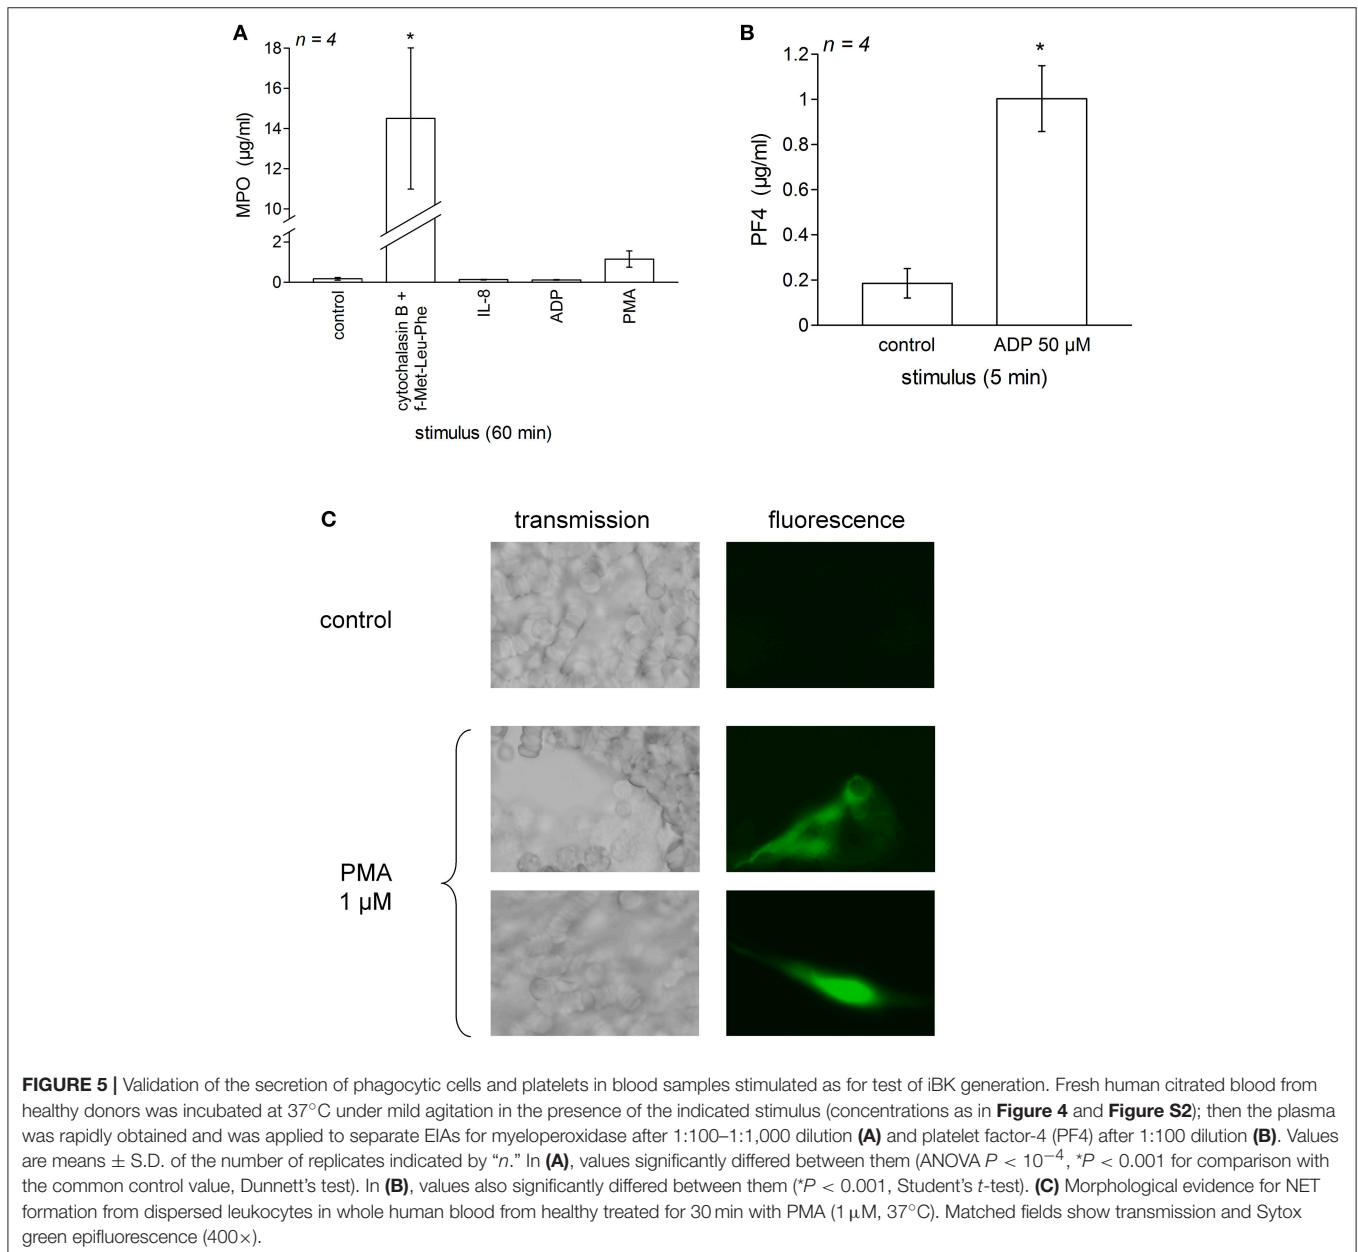 A
n = 4
*
18
16
14
12
10
2
0
MPO (µg/ml)
control
cytochalasin B +
f-Met-Leu-Phe
IL-8
ADP
PMA
stimulus (60 min)
B
n = 4
*
1.2
1
0.8
0.6
0.4
0.2
0
PF4 (µg/ml)
control
ADP 50 µM
stimulus (5 min)
C
transmission
fluorescence
control
PMA
1 µM
FIGURE 5 | Validation of the secretion of phagocytic cells and platelets in blood samples stimulated as for test of iBK generation. Fresh human citrated blood from
healthy donors was incubated at 37°C under mild agitation in the presence of the indicated stimulus (concentrations as in Figure 4 and Figure S2); then the plasma
was rapidly obtained and was applied to separate EIAs for myeloperoxidase after 1:100–1:1,000 dilution (A) and platelet factor-4 (PF4) after 1:100 dilution (B). Values
are means ± S.D. of the number of replicates indicated by “n.” In (A), values significantly differed between them (ANOVA P < 10⁻⁴, *P < 0.001 for comparison with
the common control value, Dunnett’s test). In (B), values also significantly differed between them (*P < 0.001, Student’s t-test). (C) Morphological evidence for NET
formation from dispersed leukocytes in whole human blood from healthy treated for 30 min with PMA (1 µM, 37°C). Matched fields show transmission and Sytox
green epifluorescence (400×).